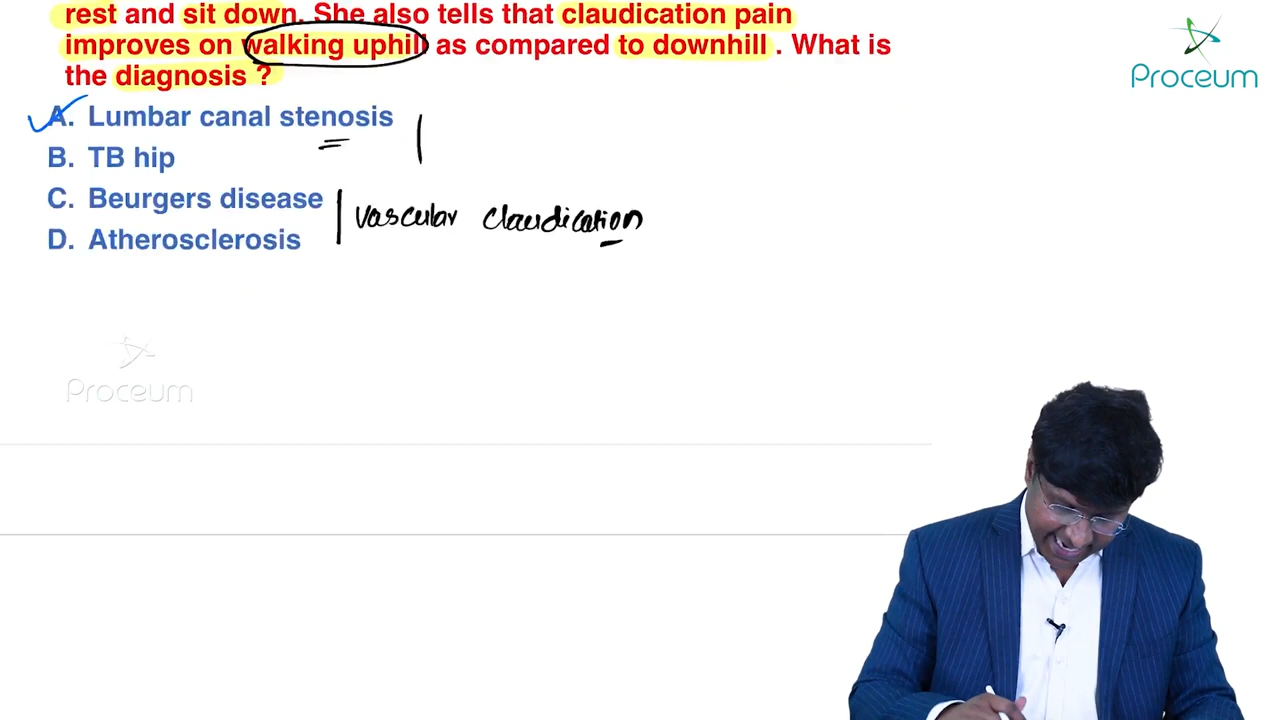 rest and sit down. She also tells that claudication pain
improves on walking uphill as compared to downhill . What is
the diagnosis ?
Proceum
A. Lumbar canal stenosis
B. TB hip
C. Beurgers disease
D. Atherosclerosis
vascular claudication
Proceum